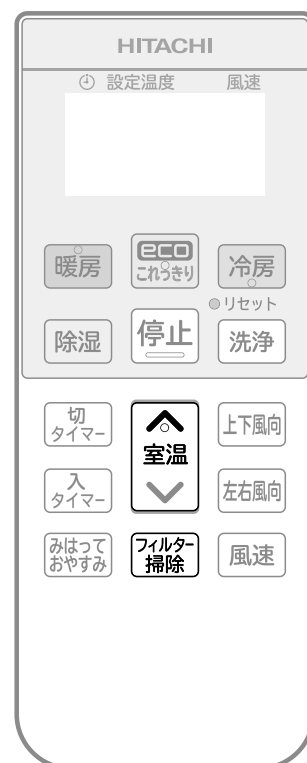 HITACHI
設定温度 風速
暖房
eco
これっきり
冷房
リセット
除湿
停止
洗浄
切
タイマー
室温
上下風向
入
タイマー
左右風向
みはって
おやすみ
フィルター
掃除
風速